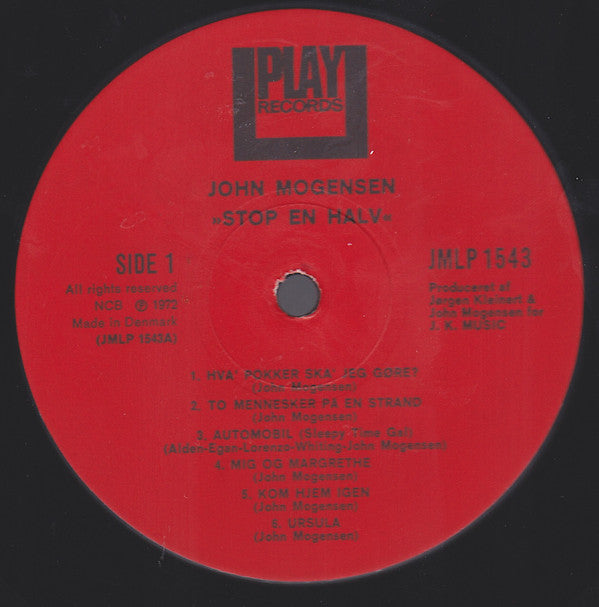 PLAY
RECORDS
JOHN MOGENSEN
»STOP EN HALV«
SIDE 1
All rights reserved
NCB ℗ 1972
Made in Denmark
(JMLP 1543A)
JMLP 1543
Produceret af
Jørgen Kleinert &
John Mogensen for
J. K. MUSIC
1. HVA' POKKER SKA' JEG GØRE?
(John Mogensen)
2. TO MENNESKER PÅ EN STRAND
(John Mogensen)
3. AUTOMOBIL (Sleepy Time Gal)
(Alden-Egan-Lorenzo-Whiting-John Mogensen)
4. MIG OG MARGRETHE
(John Mogensen)
5. KOM HJEM IGEN
(John Mogensen)
6. URSULA
(John Mogensen)